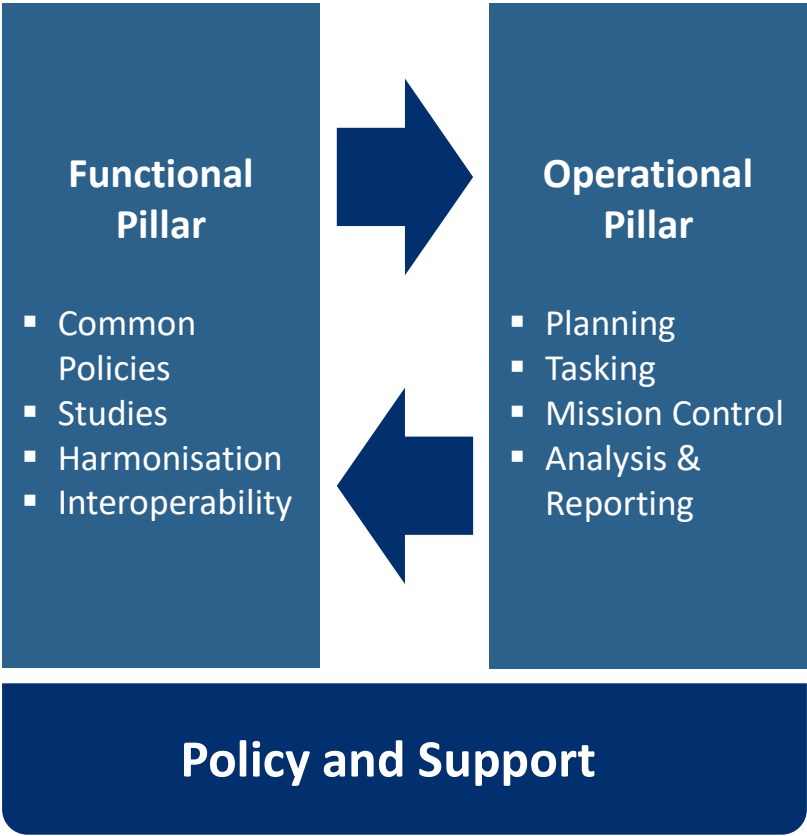 Functional
Pillar
▪ Common
Policies
▪ Studies
▪ Harmonisation
▪ Interoperability
Operational
Pillar
▪ Planning
▪ Tasking
▪ Mission Control
▪ Analysis &
Reporting
Policy and Support